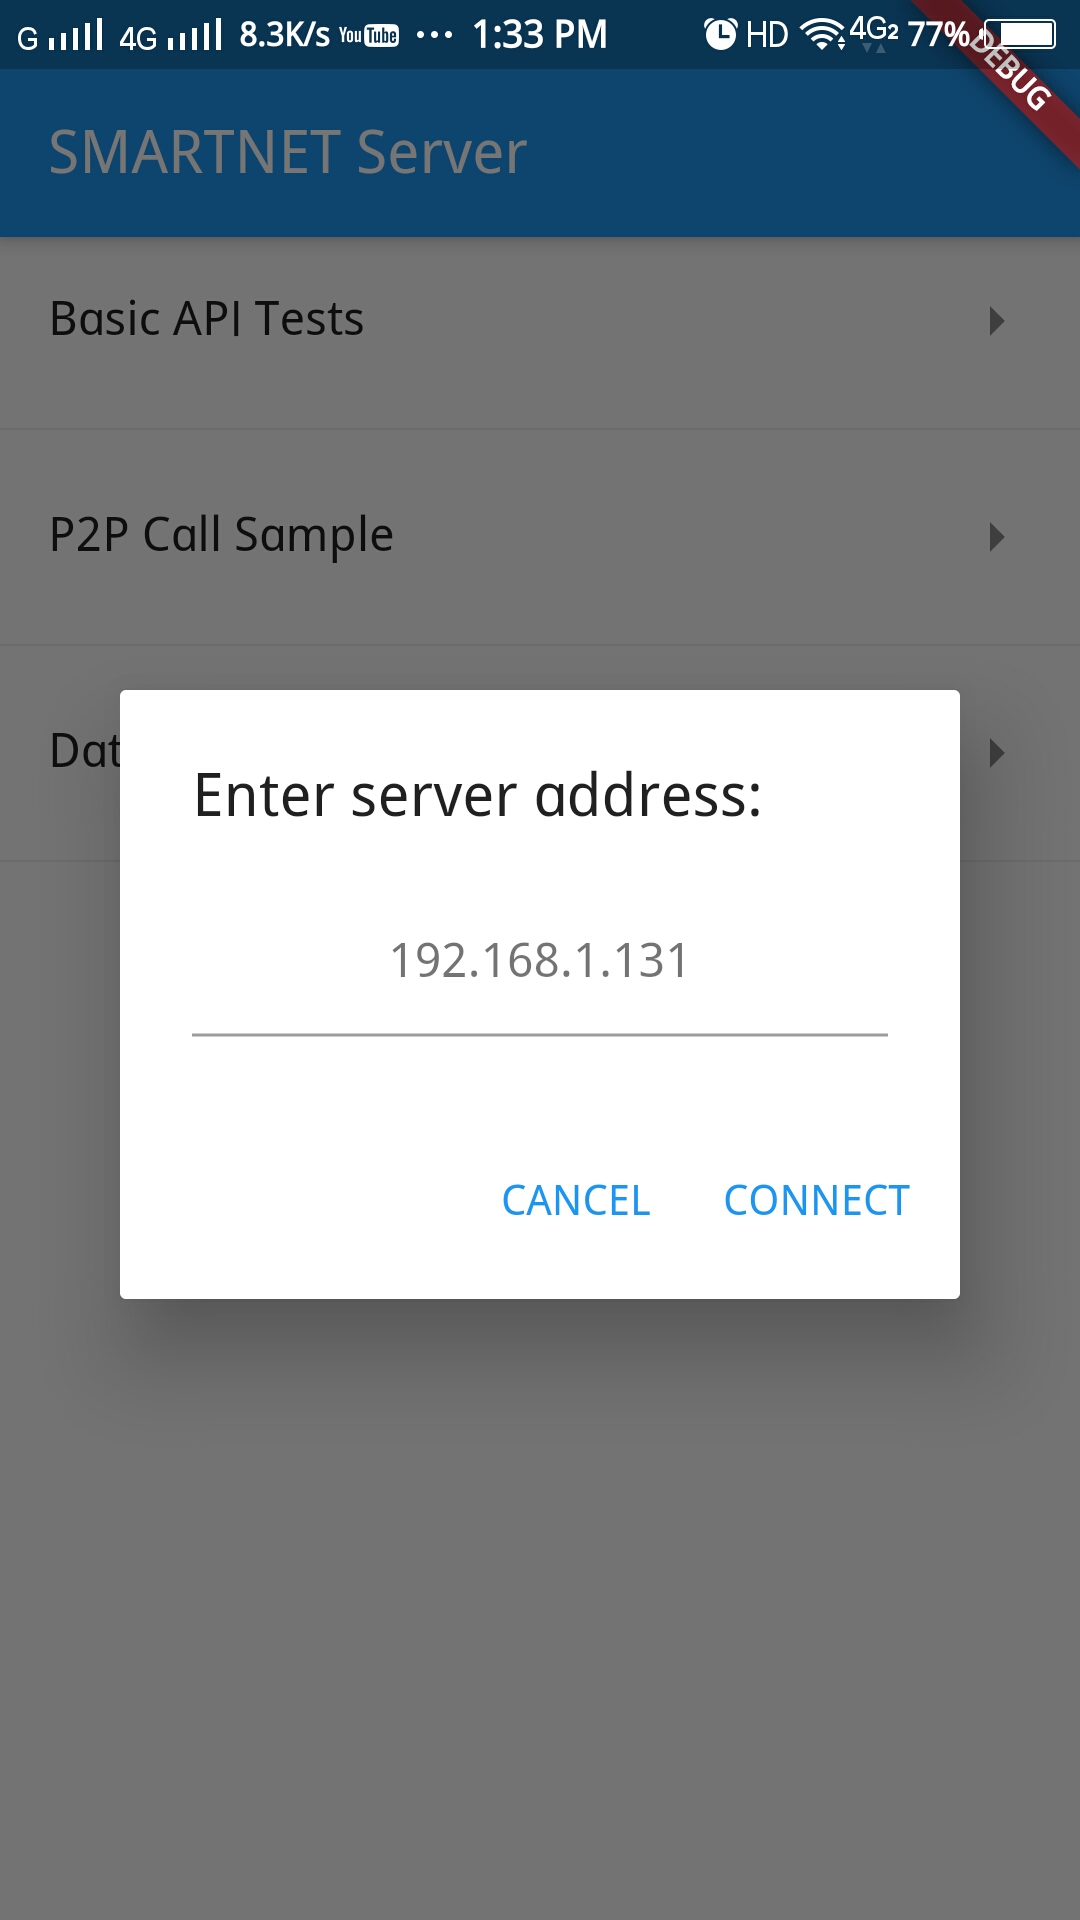 G 4G 8.3K/s YouTube ... 1:33 PM HD 4G2 77%
DEBUG
SMARTNET Server
Basic API Tests
P2P Call Sample
Dat
Enter server address:
192.168.1.131
CANCEL CONNECT